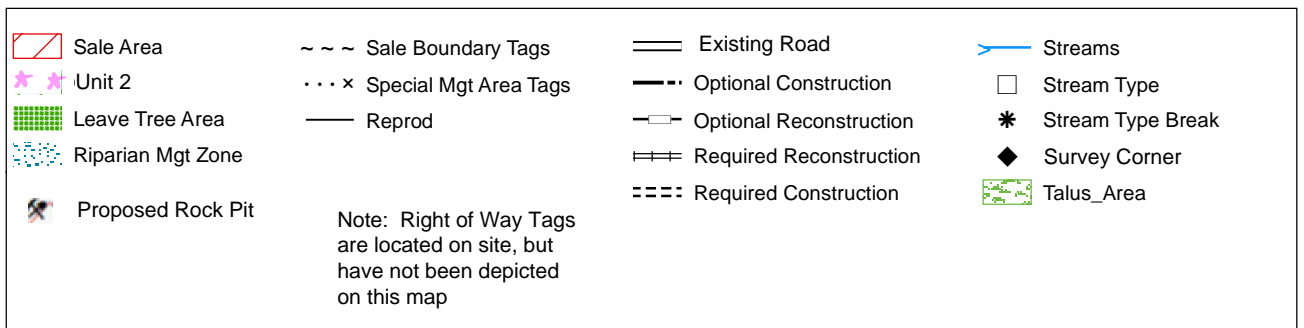 Sale Area
Unit 2
Leave Tree Area
Riparian Mgt Zone
Proposed Rock Pit
Sale Boundary Tags
Special Mgt Area Tags
Reprod
Note: Right of Way Tags
are located on site, but
have not been depicted
on this map
Existing Road
Optional Construction
Optional Reconstruction
Required Reconstruction
Required Construction
Streams
Stream Type
Stream Type Break
Survey Corner
Talus_Area